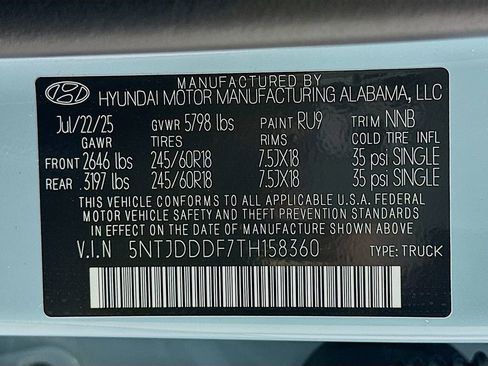 MANUFACTURED BY
HYUNDAI MOTOR MANUFACTURING ALABAMA, LLC
Jul/22/25 GVWR 5798 lbs PAINT RU9 TRIM NNB
GAWR TIRES RIMS COLD TIRE INFL
FRONT 2646 lbs 245/60R18 7.5JX18 35 psi SINGLE
REAR 3197 lbs 245/60R18 7.5JX18 35 psi SINGLE
THIS VEHICLE CONFORMS TO ALL APPLICABLE U.S.A. FEDERAL
MOTOR VEHICLE SAFETY AND THEFT PREVENTION STANDARDS
IN EFFECT ON THE DATE OF MANUFACTURE SHOWN ABOVE
V.I.N 5NTJDDDF7TH158360 TYPE: TRUCK